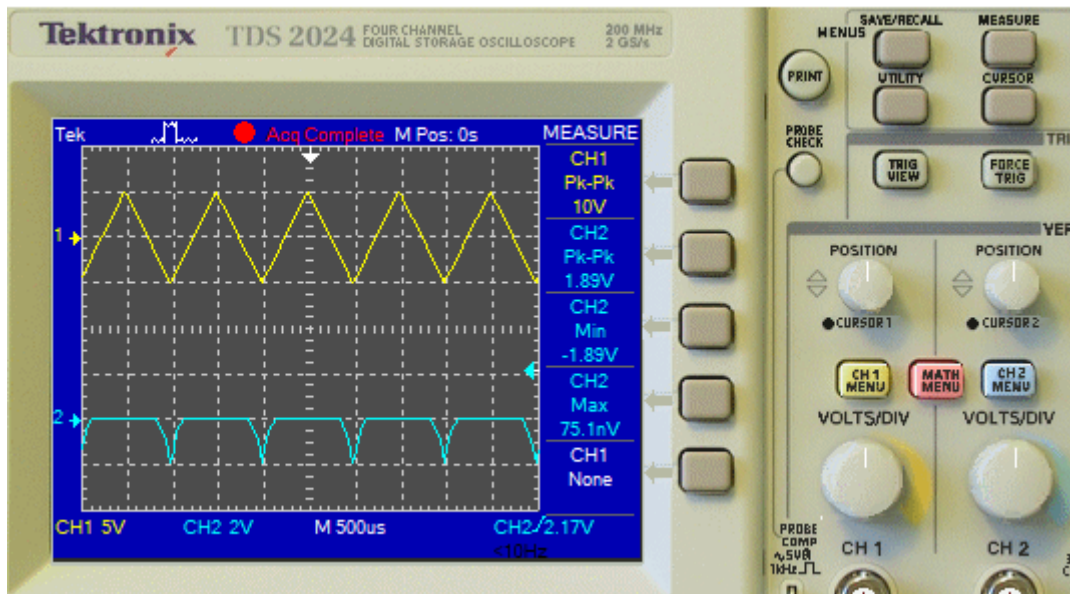 Tektronix TDS 2024 FOUR CHANNEL
DIGITAL STORAGE OSCILLOSCOPE
200 MHz
2 GS/s
Tek Acq Complete M Pos: 0s MEASURE
CH1
Pk-Pk
10V
CH2
Pk-Pk
1.89V
CH2
Min
-1.89V
CH2
Max
75.1nV
CH1
None
1
2
CH1 5V CH2 2V M 500us CH2/2.17V
<10Hz
SAVE/RECALL MEASURE
MENUS
UTILITY CURSOR
PRINT
PROBE
CHECK
TRI
TRIG
VIEW
FORCE
TRIG
VER
POSITION POSITION
CURSOR 1 CURSOR 2
CH 1
MENU
MATH
MENU
CH 2
MENU
VOLTS/DIV VOLTS/DIV
PROBE
COMP
~5V
1kHz
CH 1 CH 2